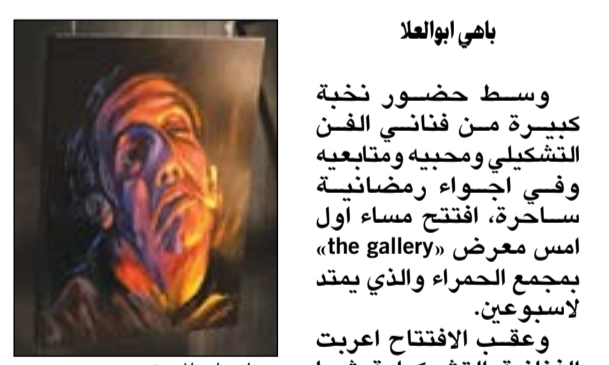 باهي ابوالعلا
وسط حضور نخبة
كبيرة من فناني الفن
التشكيلي ومحبيه ومتابعيه
وفي اجواء رمضانية
ساحرة، افتتح مساء اول
امس معرض «the gallery»
بمجمع الحمراء والذي يمتد
لاسبوعين.
وعقب الافتتاح اعربت